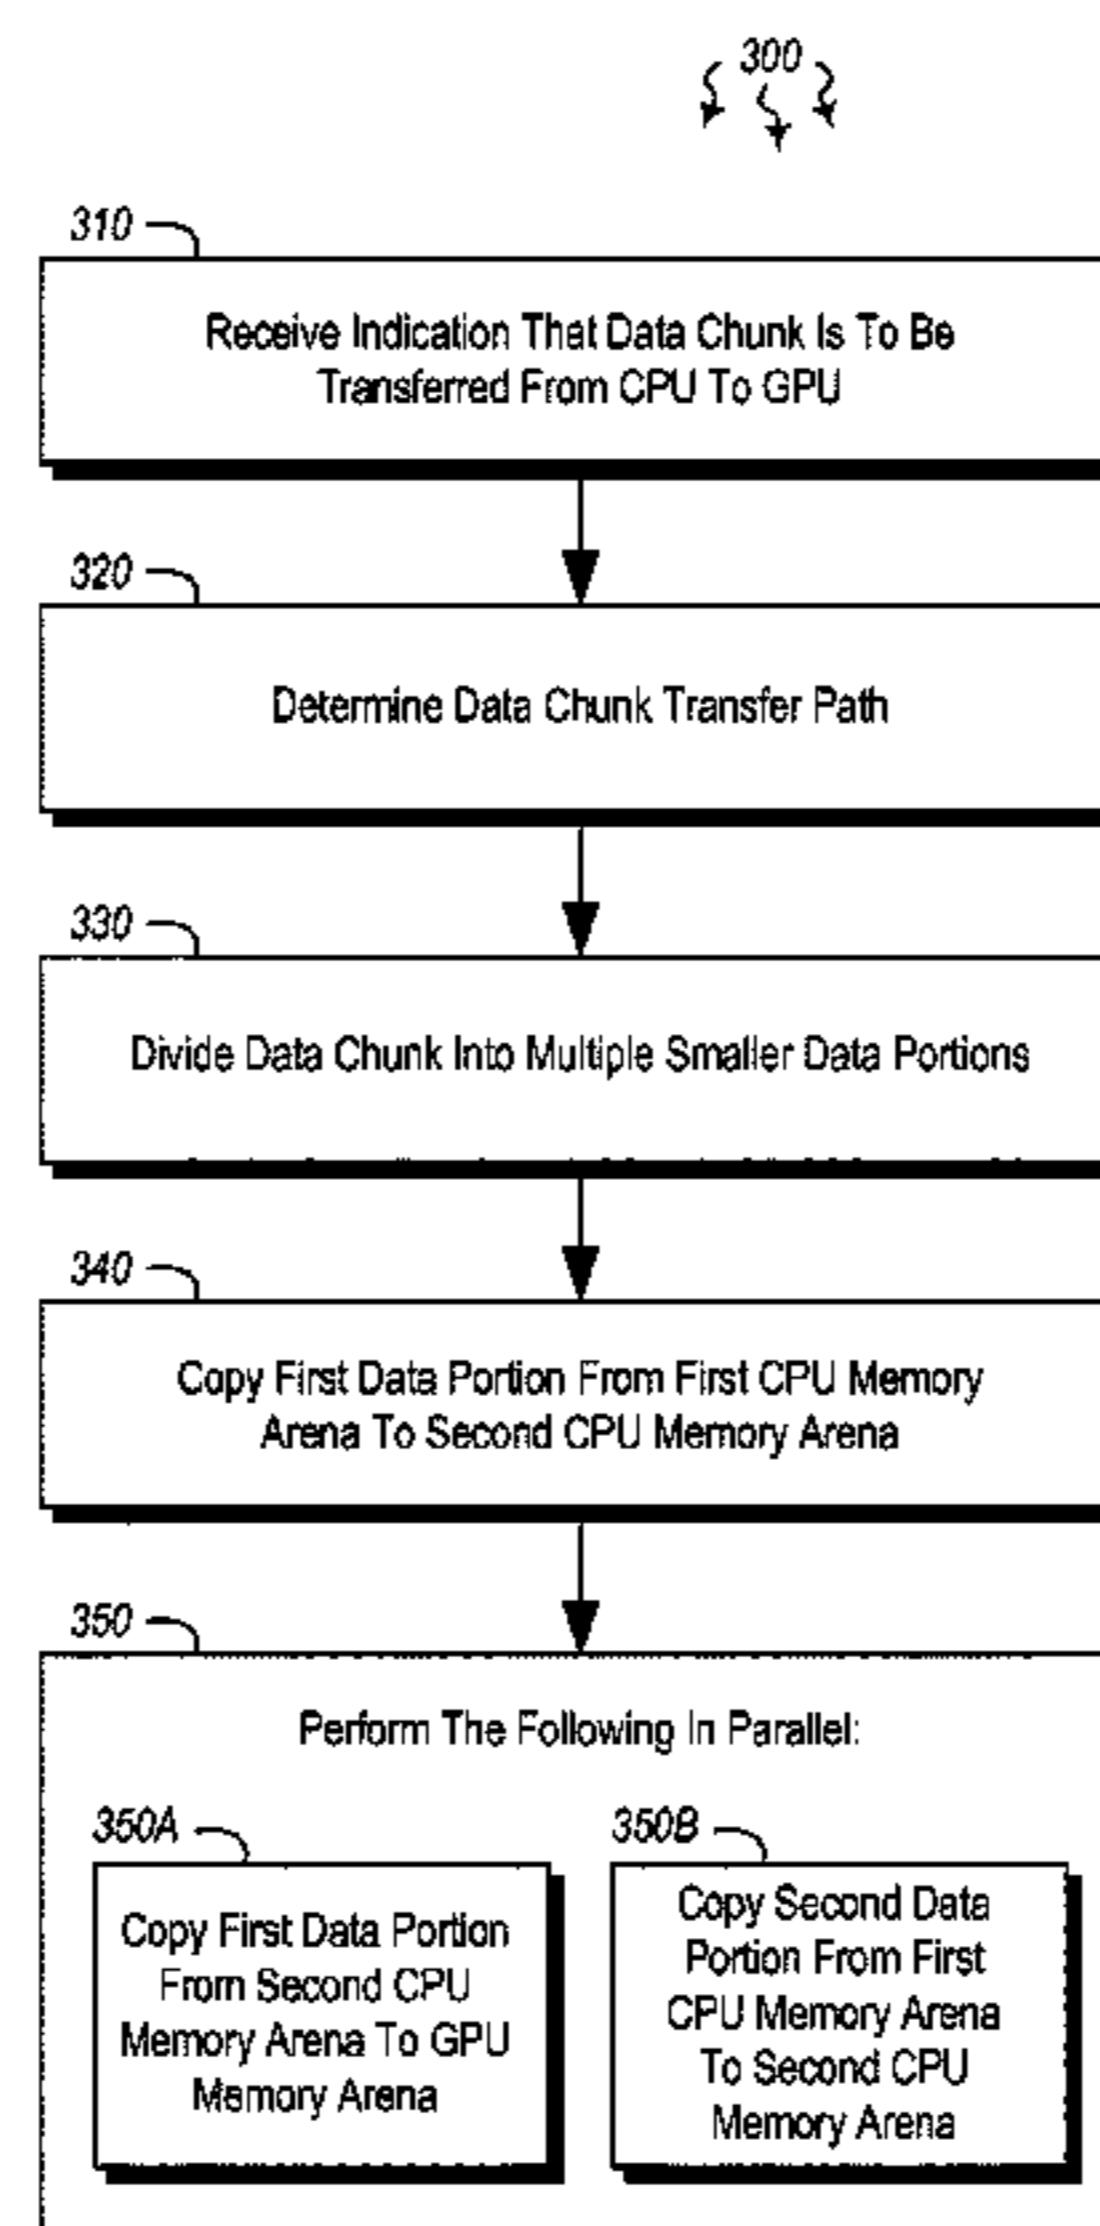 300
310
Receive Indication That Data Chunk Is To Be
Transferred From CPU To GPU
320
Determine Data Chunk Transfer Path
330
Divide Data Chunk Into Multiple Smaller Data Portions
340
Copy First Data Portion From First CPU Memory
Arena To Second CPU Memory Arena
350
Perform The Following In Parallel:
350A
Copy First Data Portion
From Second CPU
Memory Arena To GPU
Memory Arena
350B
Copy Second Data
Portion From First
CPU Memory Arena
To Second CPU
Memory Arena